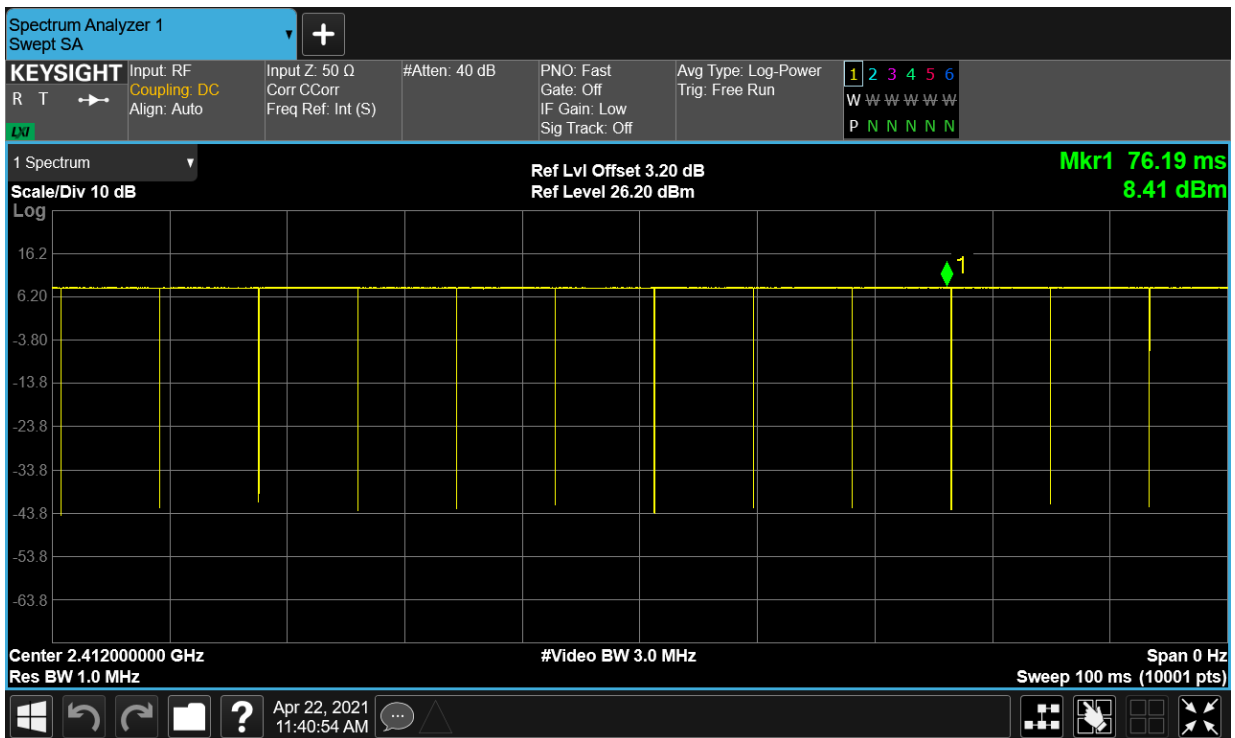 Spectrum Analyzer 1
Swept SA
+
KEYSIGHT
R T
LXI
Input: RF
Coupling: DC
Align: Auto
Input Z: 50 Ω
Corr CCorr
Freq Ref: Int (S)
#Atten: 40 dB
PNO: Fast
Gate: Off
IF Gain: Low
Sig Track: Off
Avg Type: Log-Power
Trig: Free Run
1 2 3 4 5 6
W W W W W W
P N N N N N
1 Spectrum
Scale/Div 10 dB
Log
Ref Lvl Offset 3.20 dB
Ref Level 26.20 dBm
Mkr1 76.19 ms
8.41 dBm
1
16.2
6.20
-3.80
-13.8
-23.8
-33.8
-43.8
-53.8
-63.8
Center 2.412000000 GHz
Res BW 1.0 MHz
#Video BW 3.0 MHz
Span 0 Hz
Sweep 100 ms (10001 pts)
?
Apr 22, 2021
11:40:54 AM